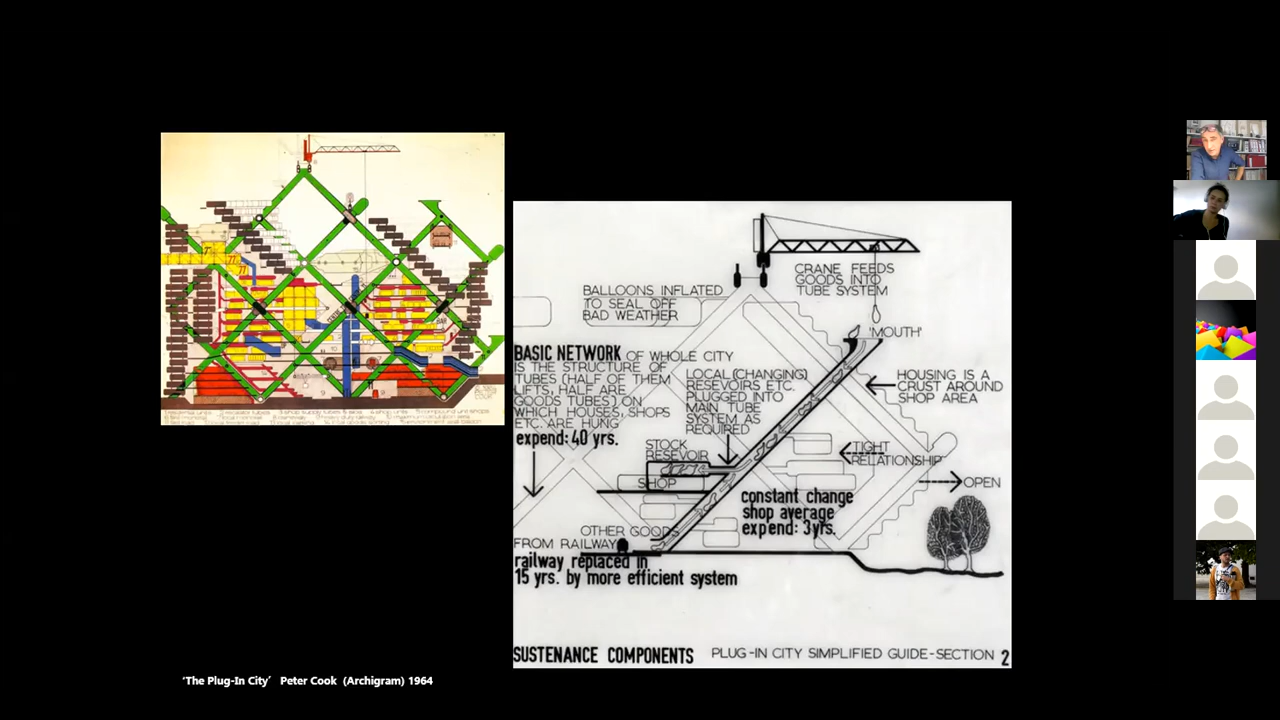 BALLOONS INFLATED
TO SEAL OFF
BAD WEATHER
CRANE FEEDS
GOODS INTO
TUBE SYSTEM
'MOUTH'
BASIC NETWORK OF WHOLE CITY
IS THE STRUCTURE OF
TUBES (HALF OF THEM
LIFTS, HALF ARE
GOODS TUBES) ON
WHICH HOUSES, SHOPS
ETC. ARE HUNG
expend: 40 yrs.
LOCAL (CHANGING)
RESEVOIRS ETC.
PLUGGED INTO
MAIN TUBE
SYSTEM AS
REQUIRED
HOUSING IS A
CRUST AROUND
SHOP AREA
STOCK
RESEVOIR
SHOP
TIGHT
RELATIONSHIP
OPEN
constant change
shop average
expend: 3yrs.
OTHER GOODS
FROM RAILWAY
railway replaced in
15 yrs. by more efficient system
SUSTENANCE COMPONENTS PLUG-IN CITY SIMPLIFIED GUIDE-SECTION 2
'The Plug-In City' Peter Cook (Archigram) 1964